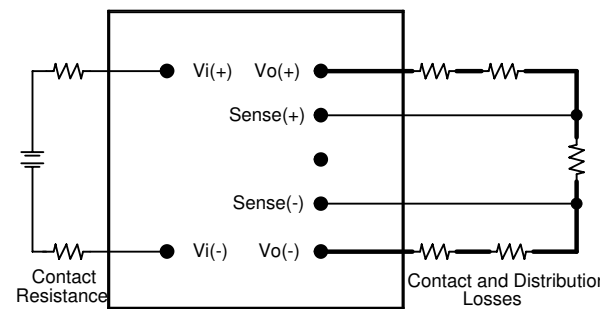 Vi(+) Vo(+)
Sense(+)
Sense(-)
Vi(-) Vo(-)
Contact
Resistance
Contact and Distribution
Losses